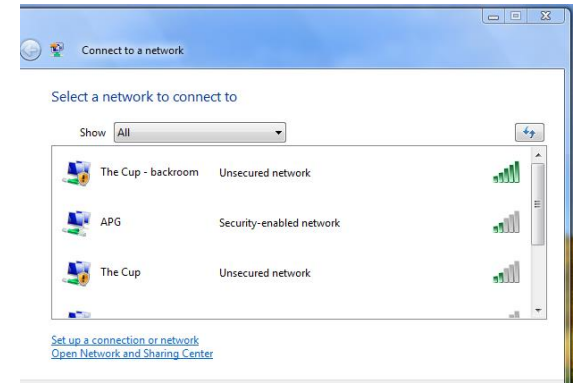 Connect to a network
Select a network to connect to
Show All
The Cup - backroom Unsecured network
APG Security-enabled network
The Cup Unsecured network
Set up a connection or network
Open Network and Sharing Center